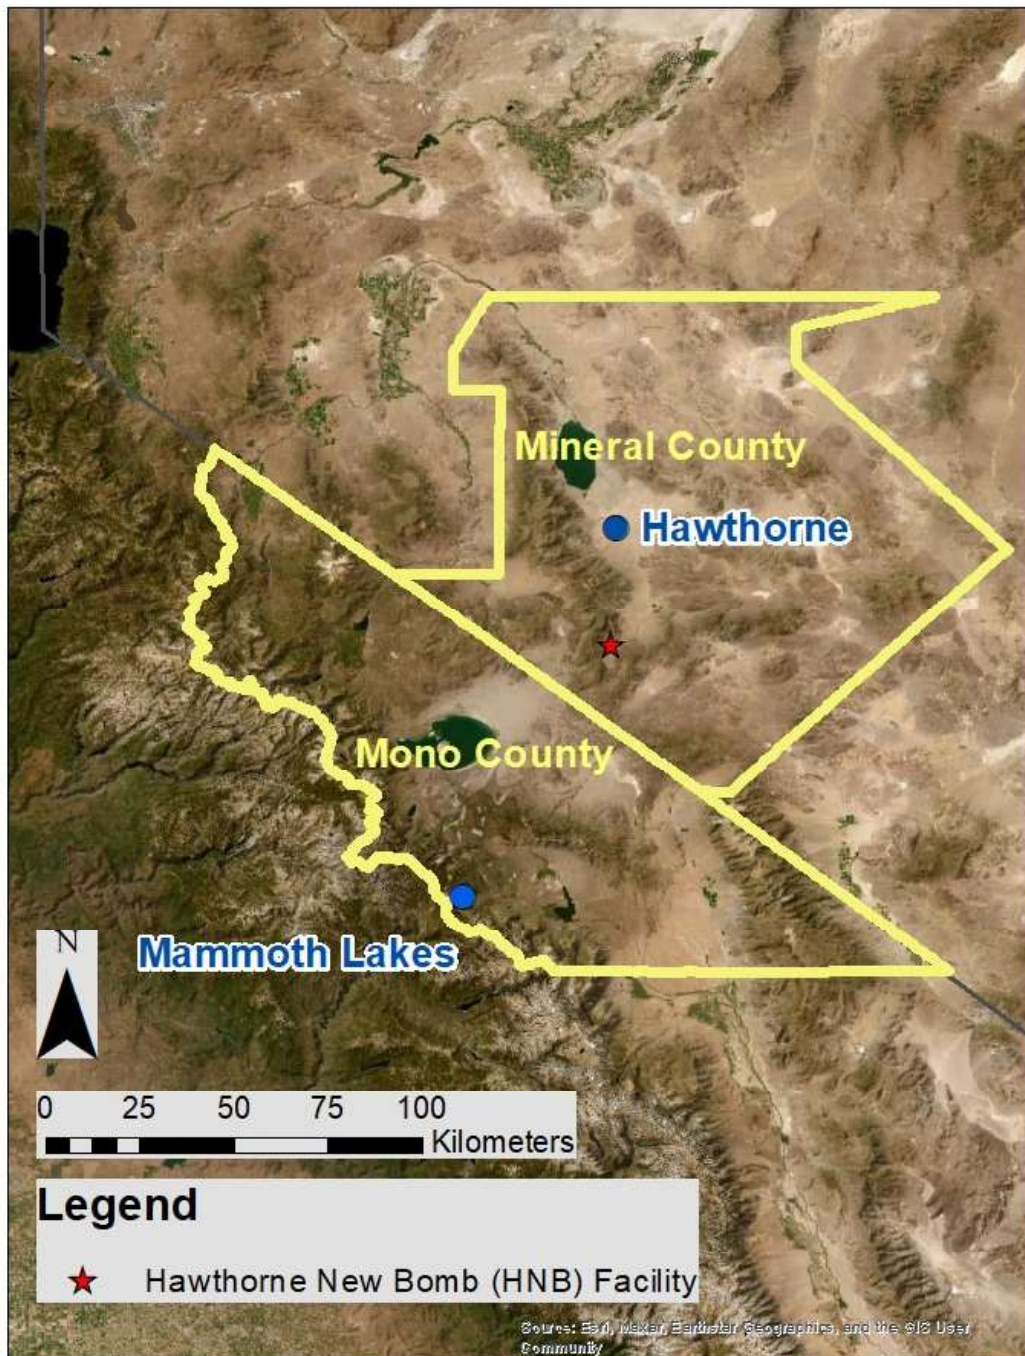 Mineral County
Hawthorne
Mono County
Mammoth Lakes
N
0 25 50 75 100
Kilometers
Legend
Hawthorne New Bomb (HNB) Facility
Source: Esri, Maxar, Earthstar Geographics, and the GIS User
Community